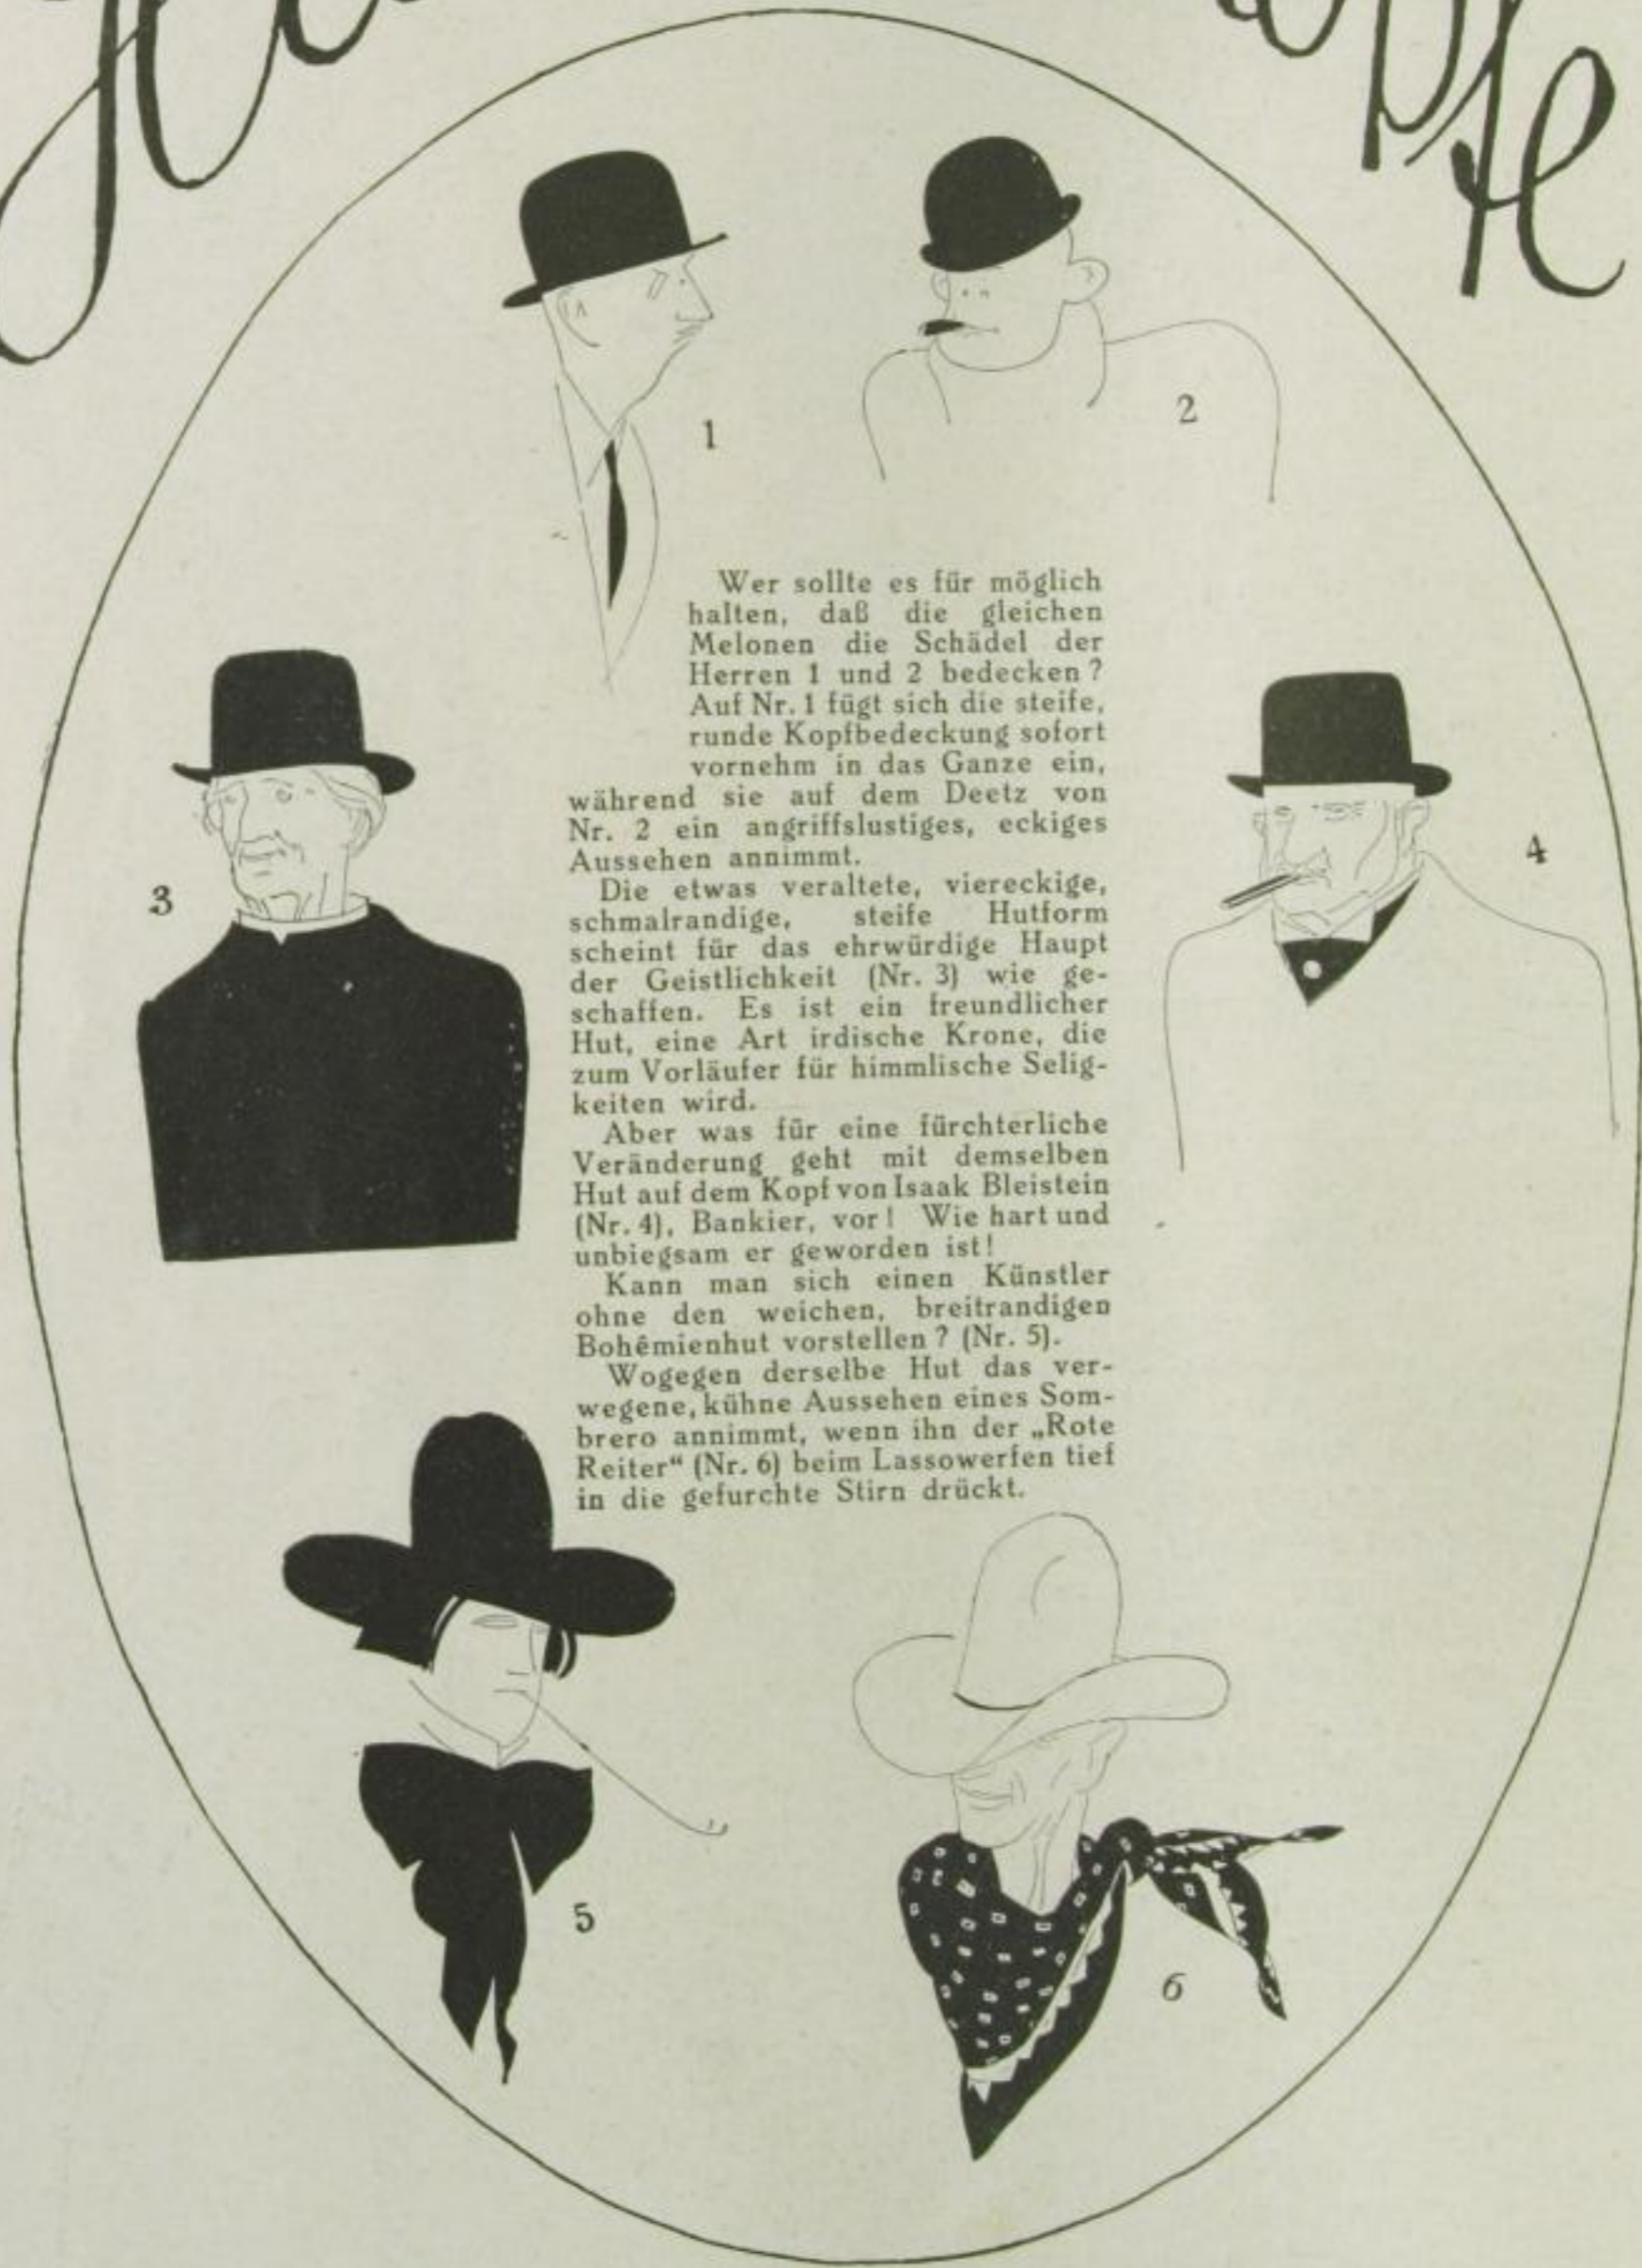 1
2
Wer sollte es für möglich
halten, daß die gleichen
Melonen die Schädel der
Herren 1 und 2 bedecken?
Auf Nr. 1 fügt sich die steife,
runde Kopfbedeckung sofort
vornehm in das Ganze ein,
während sie auf dem Deetz von
Nr. 2 ein angriffslustiges, eckiges
Aussehen annimmt.
Die etwas veraltete, viereckige,
schmalrandige, steife Hutform
scheint für das ehrwürdige Haupt
der Geistlichkeit (Nr. 3) wie ge-
schaffen. Es ist ein freundlicher
Hut, eine Art irdische Krone, die
zum Vorläufer für himmlische Selig-
keiten wird.
Aber was für eine fürchterliche
Veränderung geht mit demselben
Hut auf dem Kopf von Isaak Bleistein
(Nr. 4), Bankier, vor! Wie hart und
unbiegsam er geworden ist!
Kann man sich einen Künstler
ohne den weichen, breitrandigen
Bohêmienhut vorstellen? (Nr. 5).
Wogegen derselbe Hut das ver-
wegene, kühne Aussehen eines Som-
brero annimmt, wenn ihn der „Rote
Reiter“ (Nr. 6) beim Lassowerfen tief
in die gefurchte Stirn drückt.
3
4
5
6